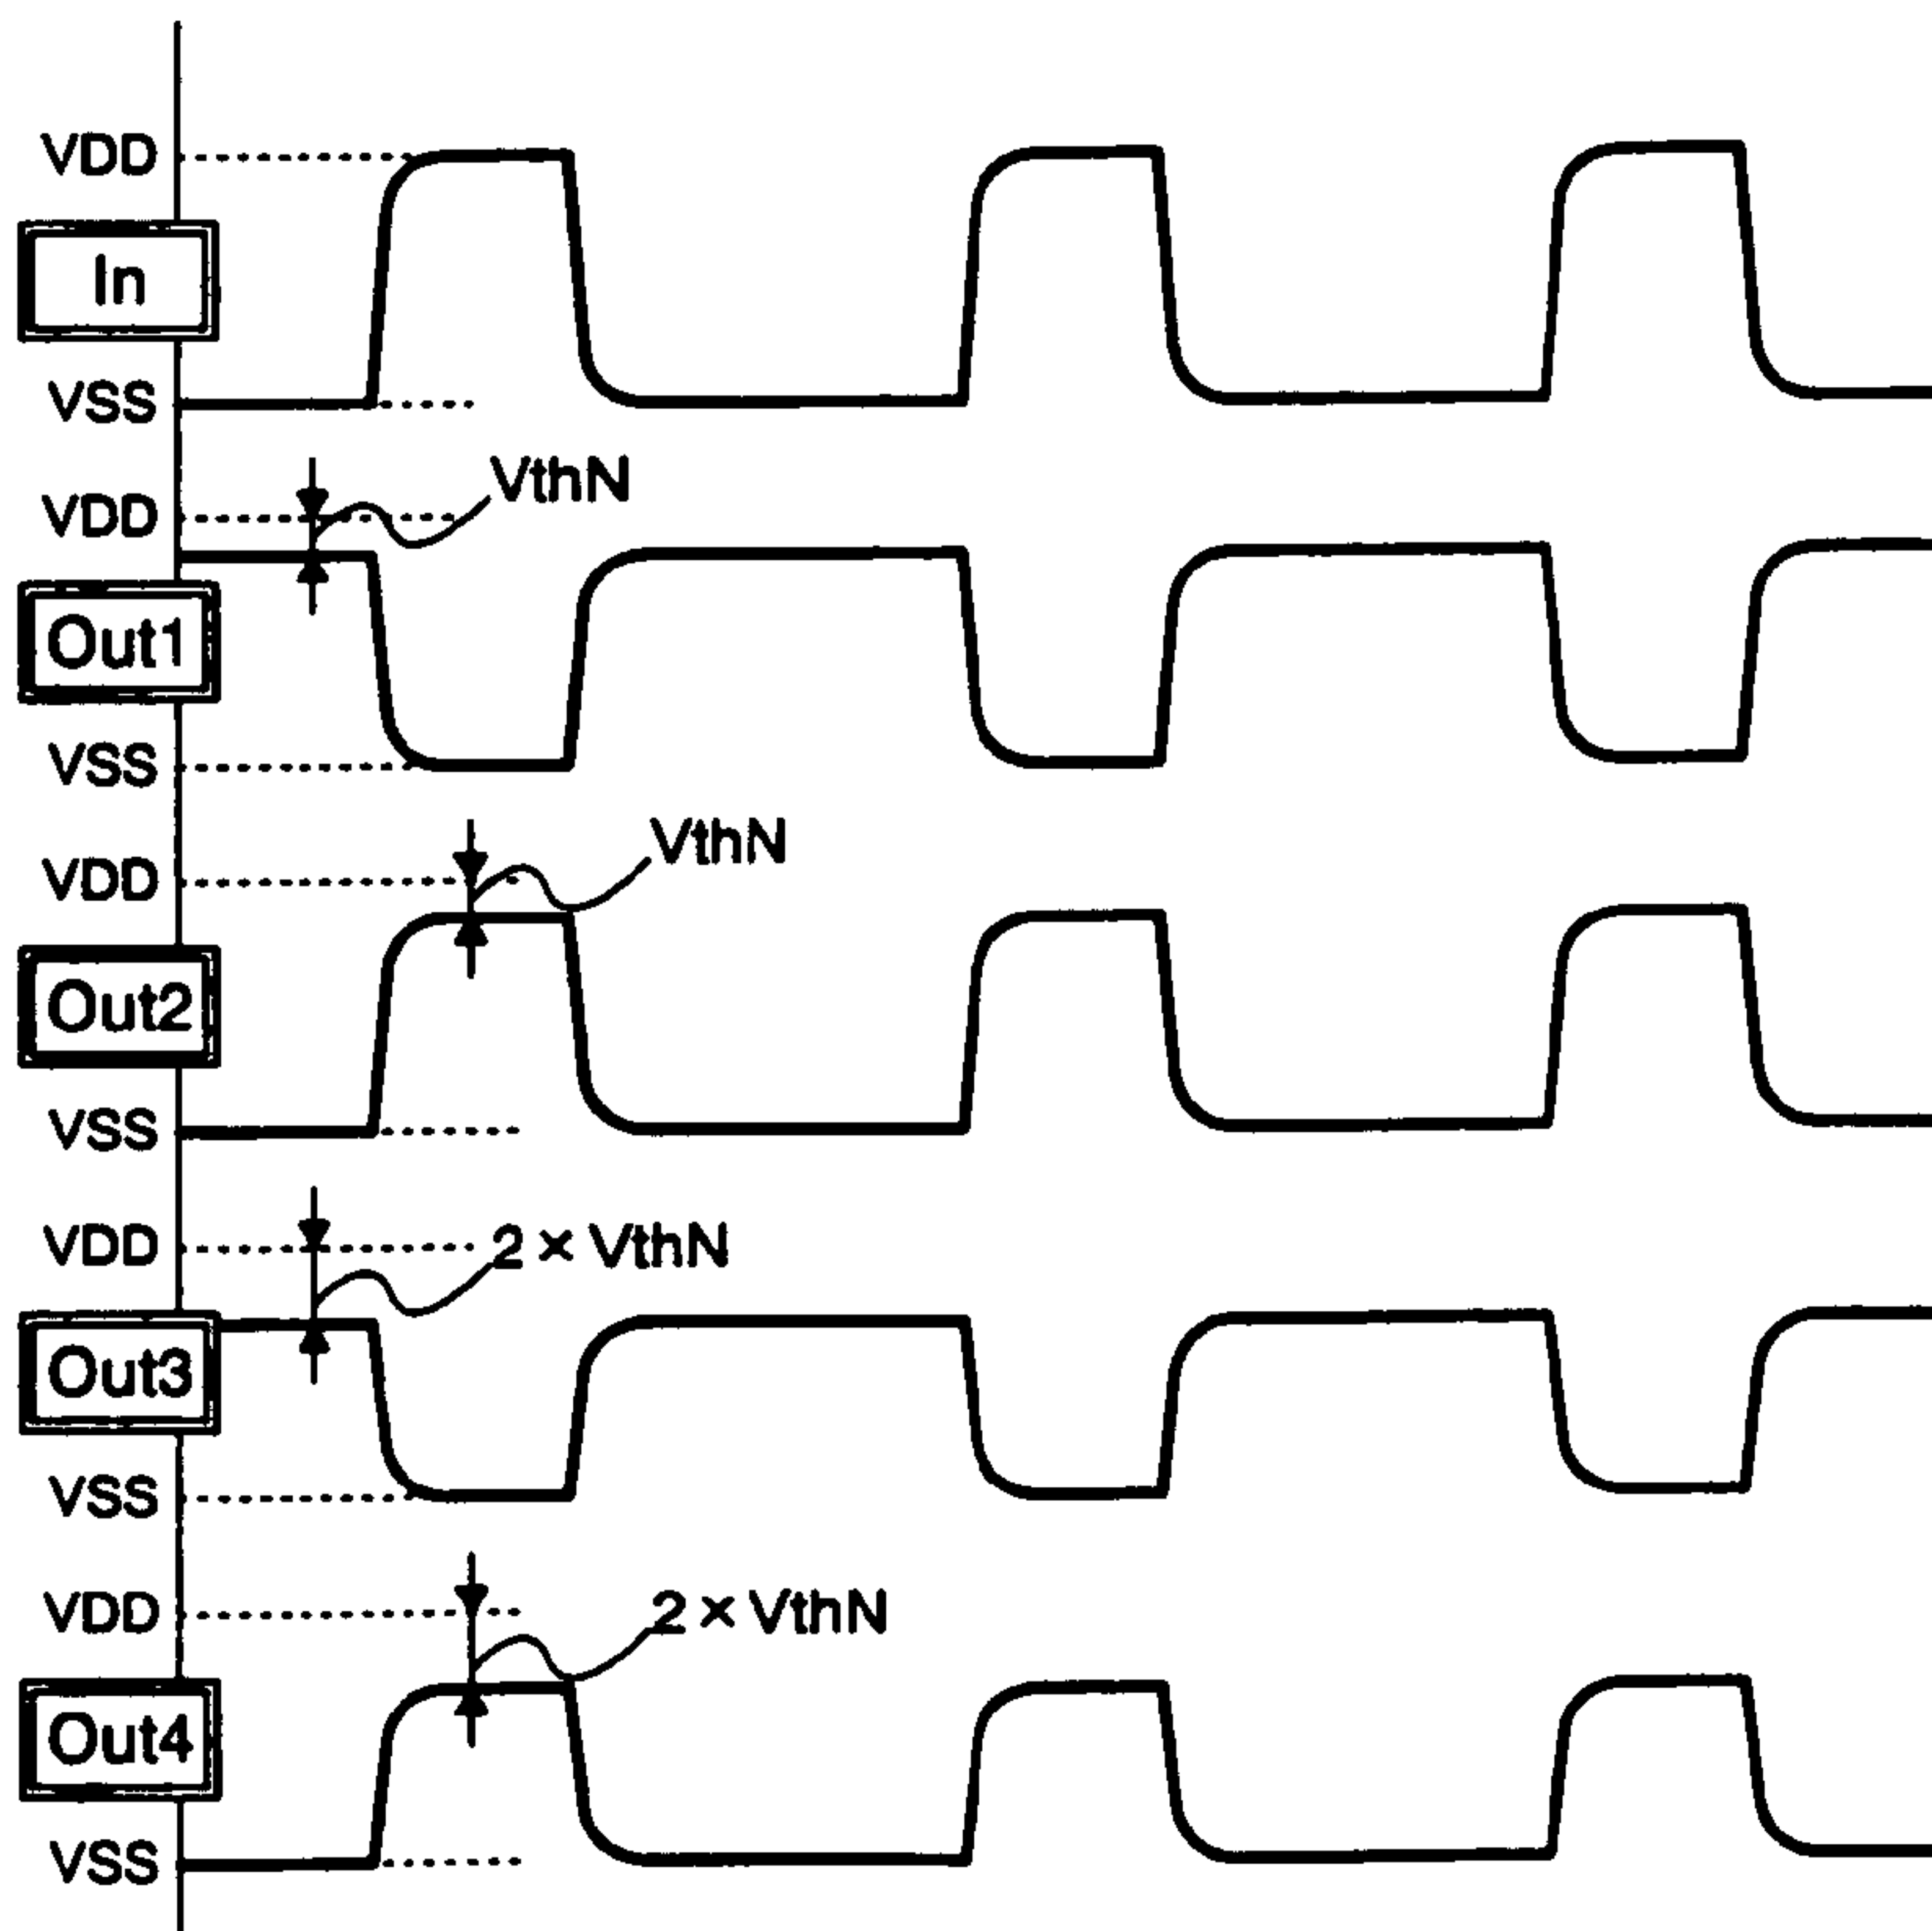 VDD
In
VSS
VthN
VDD
Out1
VSS
VthN
VDD
Out2
VSS
VDD
2 × VthN
Out3
VSS
VDD
2 × VthN
Out4
VSS